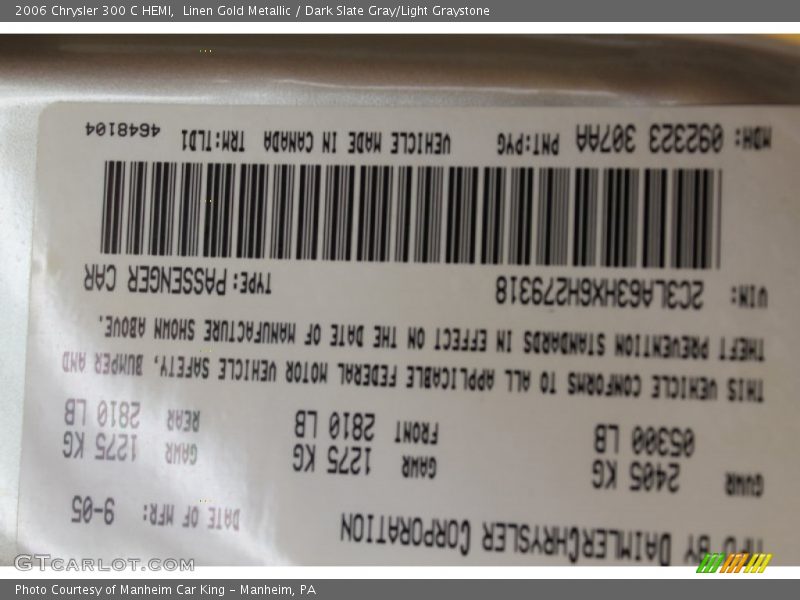 2006 Chrysler 300 C HEMI,  Linen Gold Metallic / Dark Slate Gray/Light Graystone
MFD BY DAIMLERCHRYSLER CORPORATION
DATE OF MFR: 9-05
GVWR 2405 KG
05300 LB
GAWR FRONT 1275 KG
2810 LB
GAWR REAR 1275 KG
2810 LB
THIS VEHICLE CONFORMS TO ALL APPLICABLE FEDERAL MOTOR VEHICLE SAFETY, BUMPER AND
THEFT PREVENTION STANDARDS IN EFFECT ON THE DATE OF MANUFACTURE SHOWN ABOVE.
VIN: 2C3LA63HX6H279318 TYPE: PASSENGER CAR
MDH: 092323 307AA PNT:PYG VEHICLE MADE IN CANADA TRM:TLD1 4648104
GTCARLOT.COM
Photo Courtesy of Manheim Car King - Manheim, PA